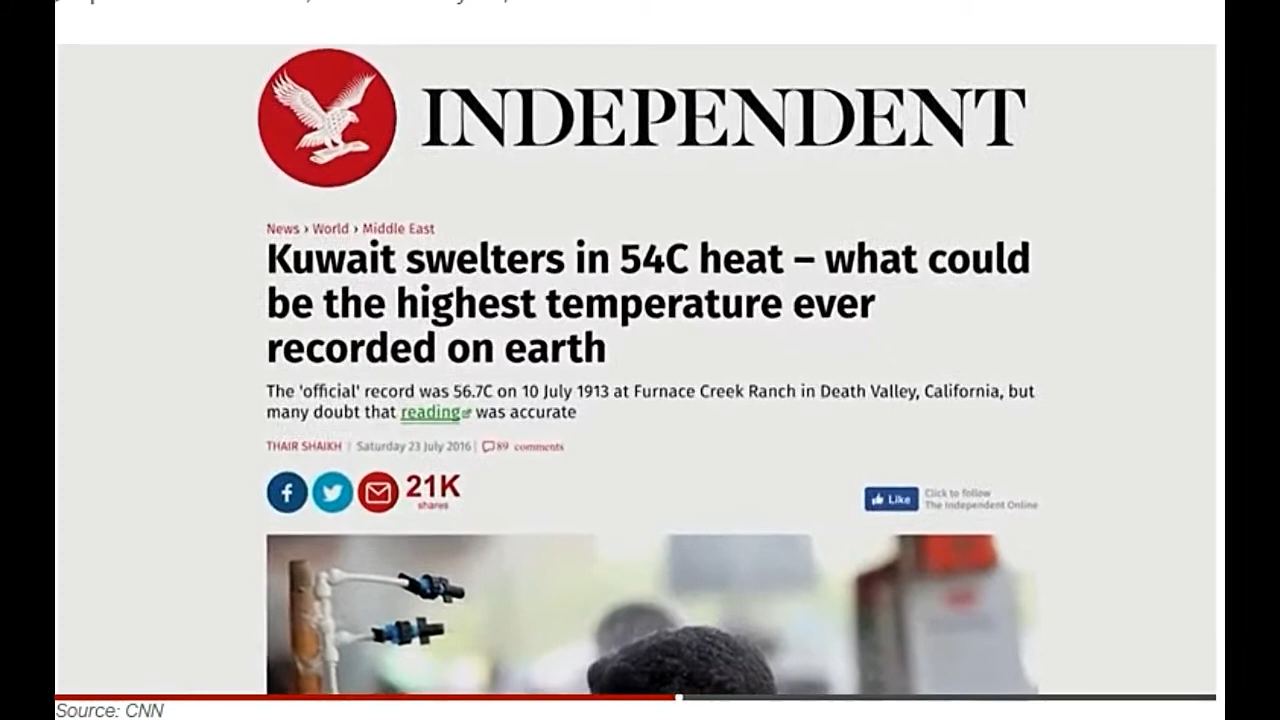 INDEPENDENT
News › World › Middle East
Kuwait swelters in 54C heat – what could
be the highest temperature ever
recorded on earth
The 'official' record was 56.7C on 10 July 1913 at Furnace Creek Ranch in Death Valley, California, but
many doubt that reading was accurate
THAIR SHAIKH | Saturday 23 July 2016 | 89 comments
21K
shares
Like
Click to follow
The Independent Online
Source: CNN